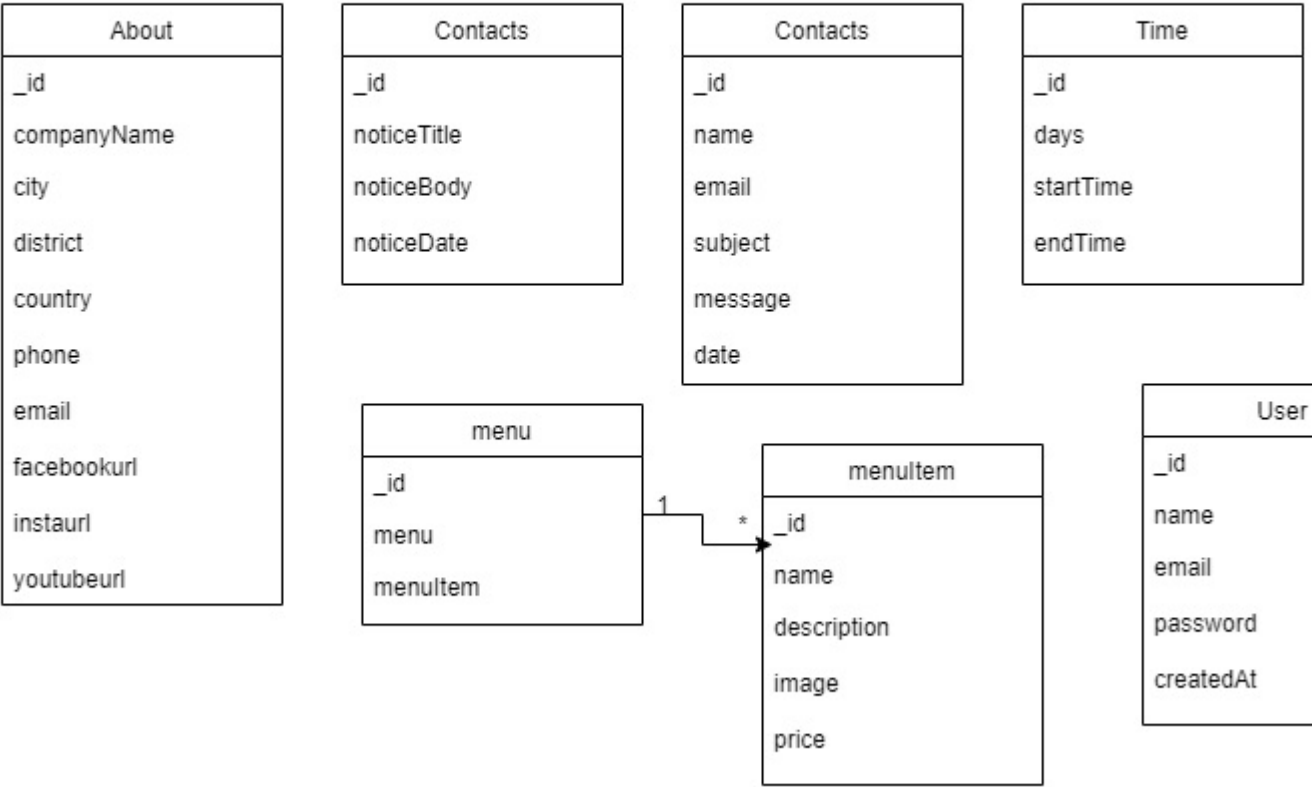 About
_id
companyName
city
district
country
phone
email
facebookurl
instaurl
youtubeurl
Contacts
_id
noticeTitle
noticeBody
noticeDate
Contacts
_id
name
email
subject
message
date
Time
_id
days
startTime
endTime
menu
_id
menu
menuItem
1
*
menuItem
_id
name
description
image
price
User
_id
name
email
password
createdAt